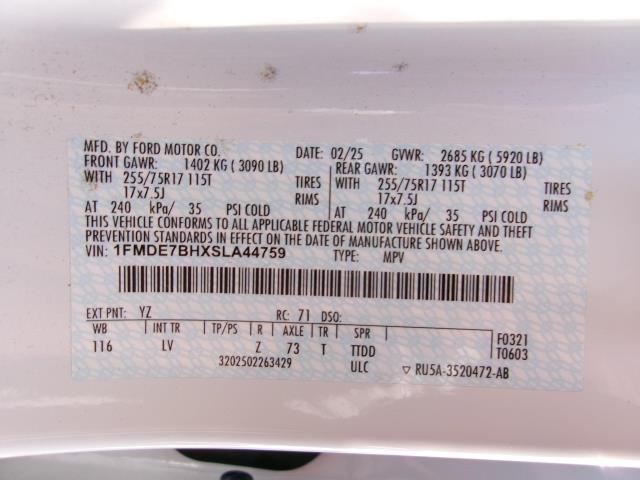 MFD. BY FORD MOTOR CO. DATE: 02/25 GVWR: 2685 KG ( 5920 LB)
FRONT GAWR: 1402 KG ( 3090 LB) REAR GAWR: 1393 KG ( 3070 LB)
WITH 255/75R17 115T TIRES WITH 255/75R17 115T TIRES
17x7.5J RIMS 17x7.5J RIMS
AT 240 kPa/ 35 PSI COLD AT 240 kPa/ 35 PSI COLD
THIS VEHICLE CONFORMS TO ALL APPLICABLE FEDERAL MOTOR VEHICLE SAFETY AND THEFT
PREVENTION STANDARDS IN EFFECT ON THE DATE OF MANUFACTURE SHOWN ABOVE.
VIN: 1FMDE7BHXSLA44759 TYPE: MPV
EXT PNT: YZ RC: 71 DSO: F0321
WB INT TR TP/PS R AXLE TR SPR T0603
116 LV Z 73 T TTDD
3202502263429 ULC ▽ RU5A-3520472-AB